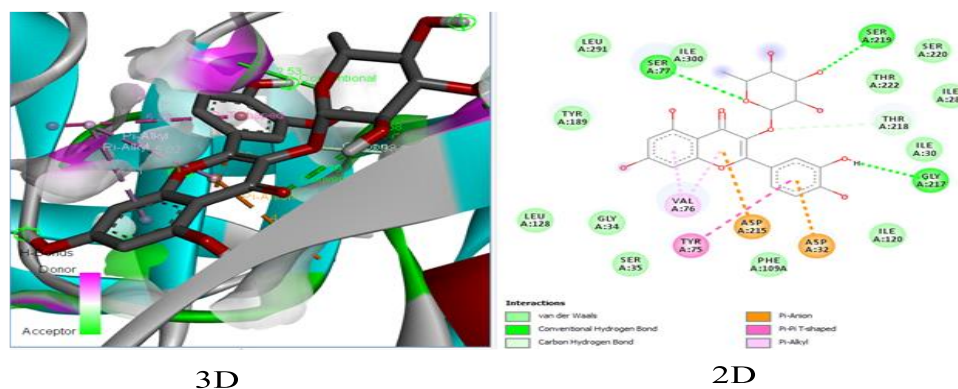 Conventional
Pi-Alkyl
Pi-Alkyl
H-Bonds
Donor
Acceptor
3D
LEU
A:291
ILE
A:300
SER
A:77
SER
A:219
SER
A:220
THR
A:222
TYR
A:189
THR
A:218
ILE
A:30
H
GLY
A:217
VAL
A:76
LEU
A:128
GLY
A:34
ASP
A:215
ILE
A:120
TYR
A:75
ASP
A:32
SER
A:35
PHE
A:109A
Interactions
van der Waals
Conventional Hydrogen Bond
Carbon Hydrogen Bond
Pi-Anion
Pi-Pi T-shaped
Pi-Alkyl
2D